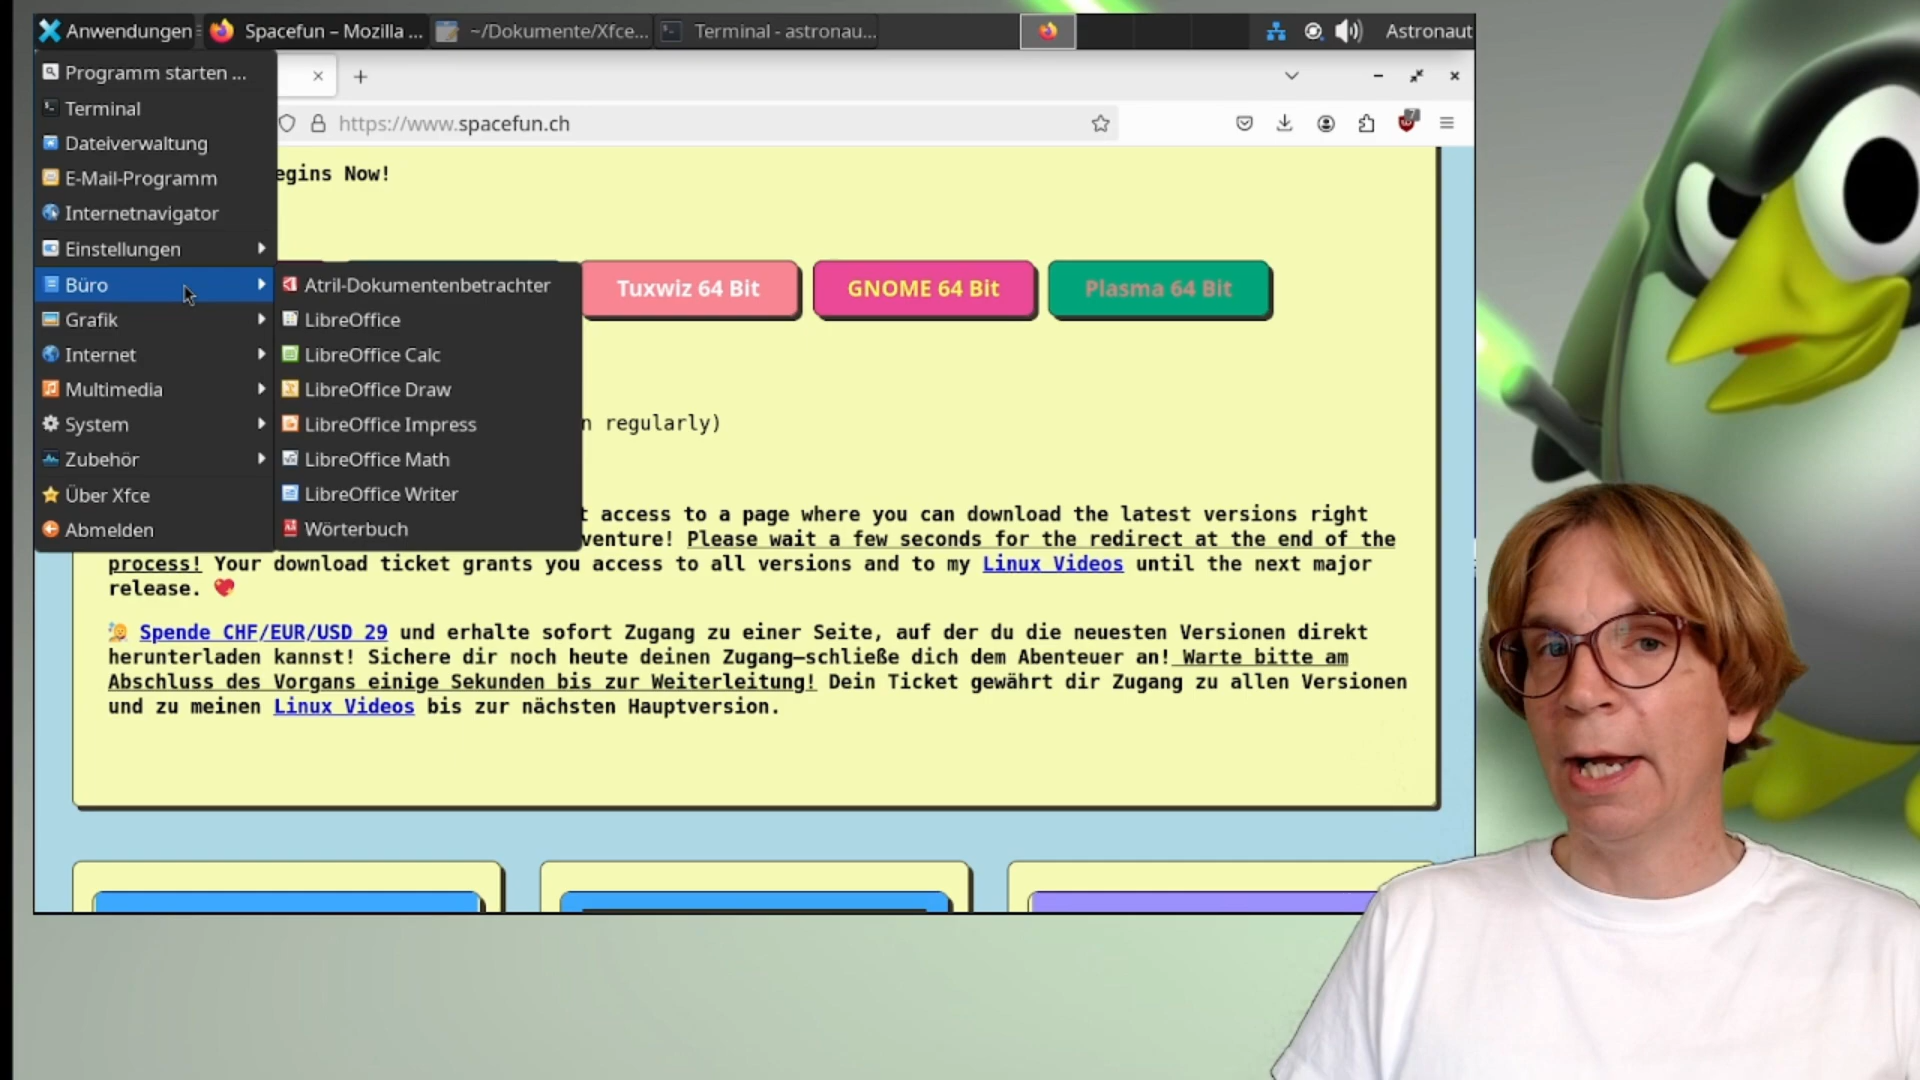 Anwendungen
Spacefun – Mozilla ...
~/Dokumente/Xfce...
Terminal - astronau...
Astronaut
Programm starten ...
Terminal
Dateiverwaltung
E-Mail-Programm
Internetnavigator
Einstellungen
Büro
Grafik
Internet
Multimedia
System
Zubehör
Über Xfce
Abmelden
Atril-Dokumentenbetrachter
LibreOffice
LibreOffice Calc
LibreOffice Draw
LibreOffice Impress
LibreOffice Math
LibreOffice Writer
Wörterbuch
https://www.spacefun.ch
7
egins Now!
Tuxwiz 64 Bit
GNOME 64 Bit
Plasma 64 Bit
n regularly)
t access to a page where you can download the latest versions right
venture! Please wait a few seconds for the redirect at the end of the
process! Your download ticket grants you access to all versions and to my Linux Videos until the next major
release.
Spende CHF/EUR/USD 29 und erhalte sofort Zugang zu einer Seite, auf der du die neuesten Versionen direkt
herunterladen kannst! Sichere dir noch heute deinen Zugang—schließe dich dem Abenteuer an! Warte bitte am
Abschluss des Vorgangs einige Sekunden bis zur Weiterleitung! Dein Ticket gewährt dir Zugang zu allen Versionen
und zu meinen Linux Videos bis zur nächsten Hauptversion.